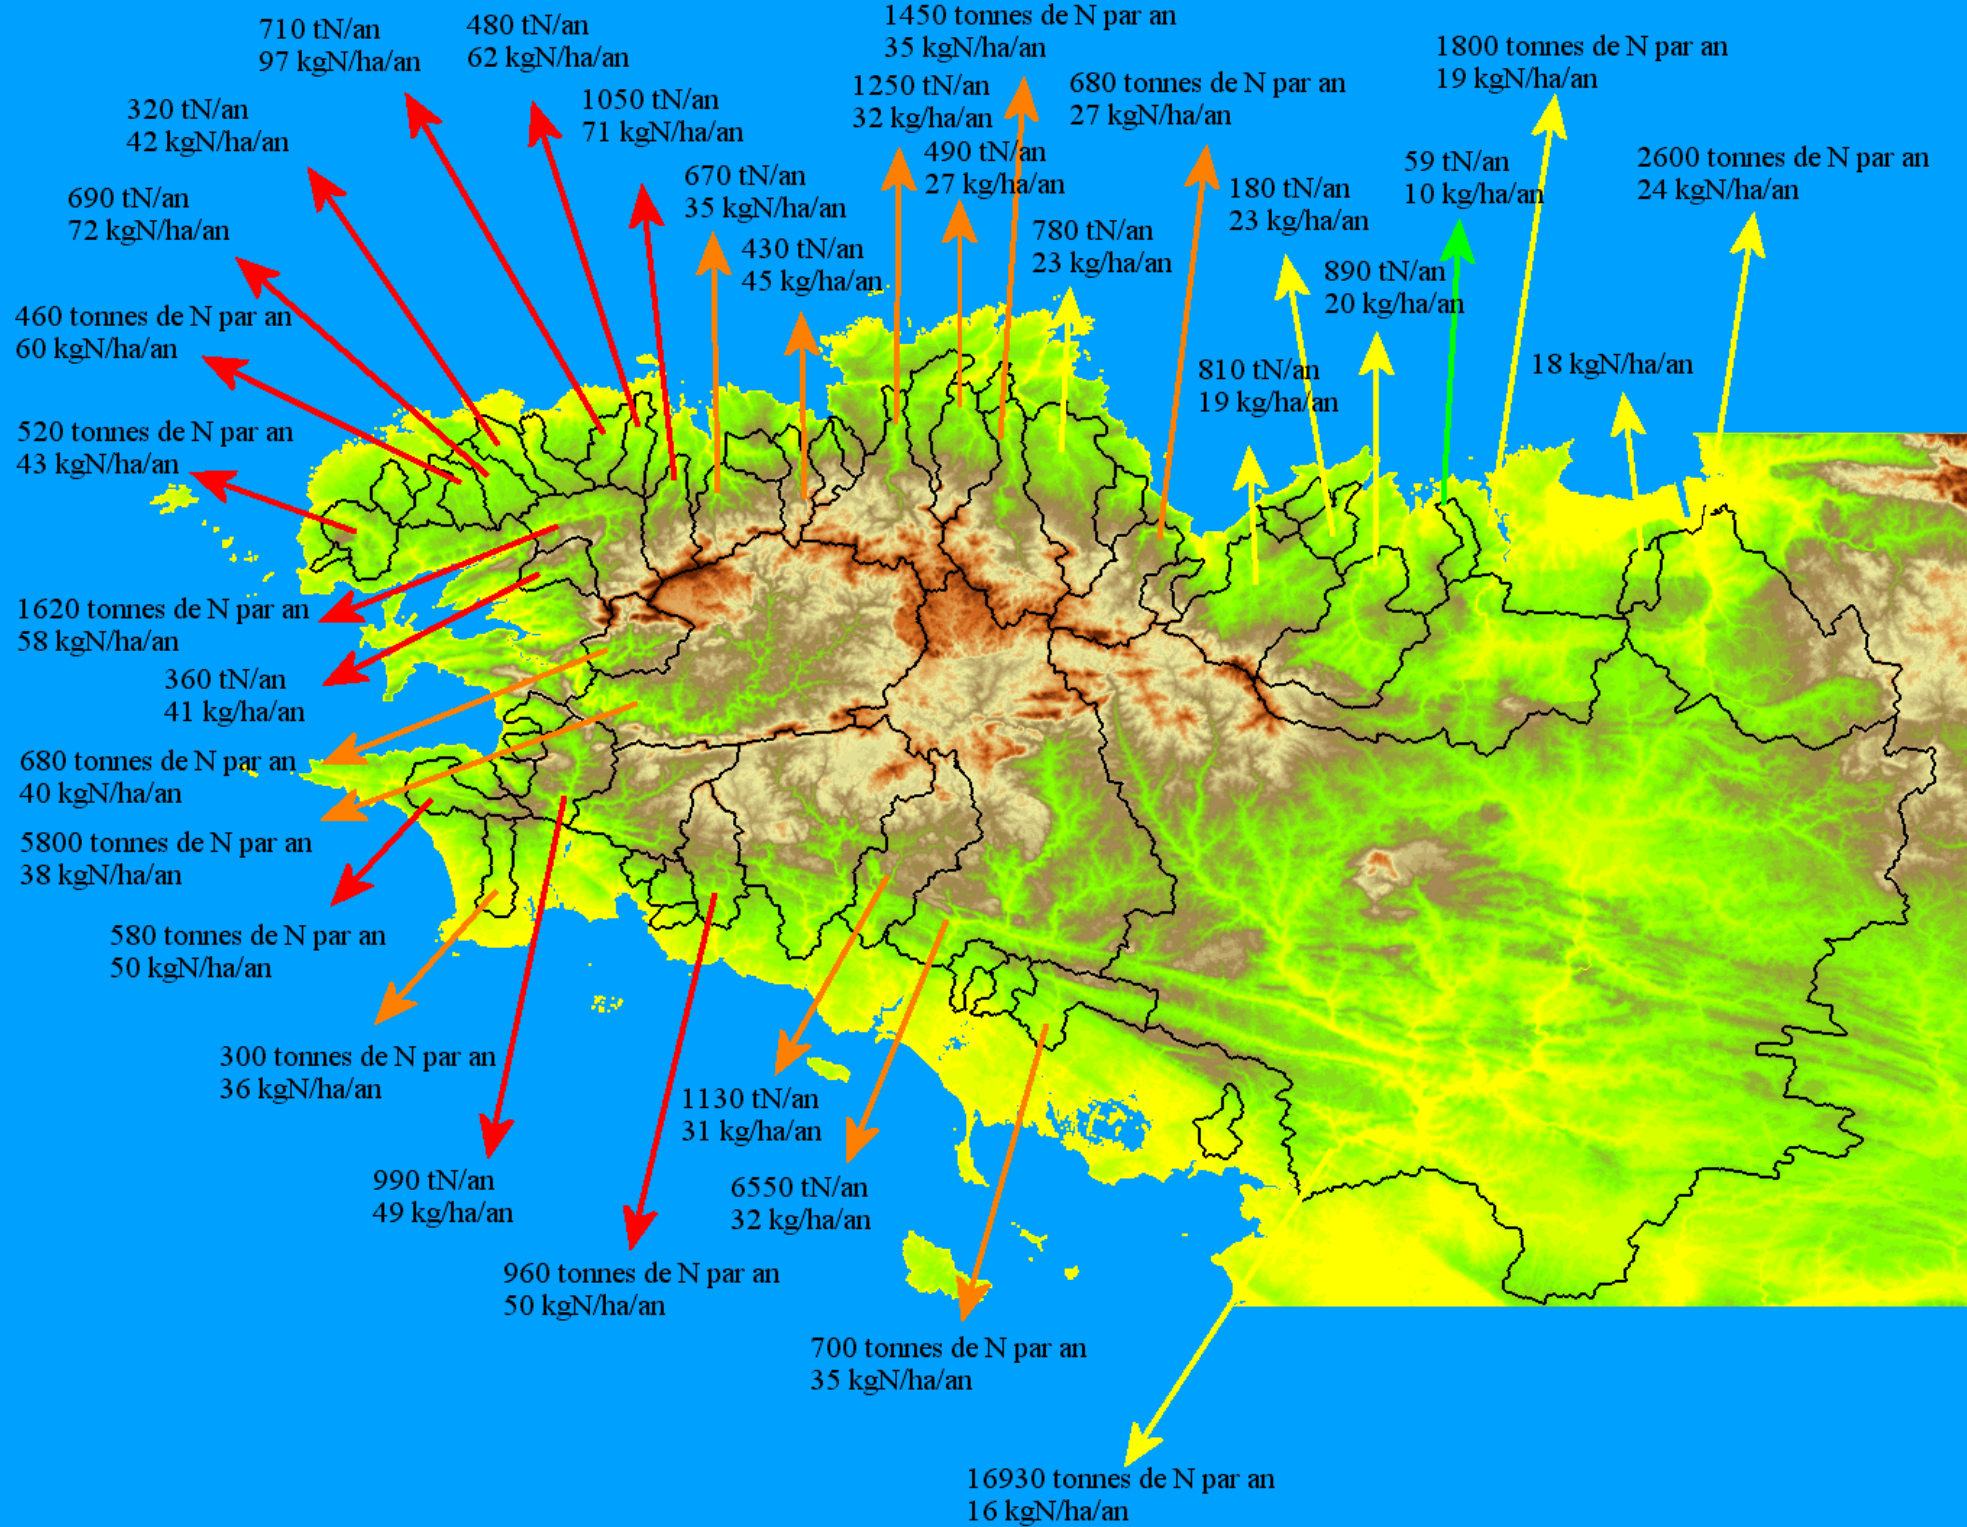 710 tN/an
97 kgN/ha/an
480 tN/an
62 kgN/ha/an
1450 tonnes de N par an
35 kgN/ha/an
1800 tonnes de N par an
19 kgN/ha/an
320 tN/an
42 kgN/ha/an
1050 tN/an
71 kgN/ha/an
1250 tN/an
32 kg/ha/an
680 tonnes de N par an
27 kgN/ha/an
690 tN/an
72 kgN/ha/an
670 tN/an
35 kgN/ha/an
490 tN/an
27 kg/ha/an
180 tN/an
23 kg/ha/an
59 tN/an
10 kg/ha/an
2600 tonnes de N par an
24 kgN/ha/an
430 tN/an
45 kg/ha/an
780 tN/an
23 kg/ha/an
890 tN/an
20 kg/ha/an
460 tonnes de N par an
60 kgN/ha/an
810 tN/an
19 kg/ha/an
18 kgN/ha/an
520 tonnes de N par an
43 kgN/ha/an
1620 tonnes de N par an
58 kgN/ha/an
360 tN/an
41 kg/ha/an
680 tonnes de N par an
40 kgN/ha/an
5800 tonnes de N par an
38 kgN/ha/an
580 tonnes de N par an
50 kgN/ha/an
300 tonnes de N par an
36 kgN/ha/an
1130 tN/an
31 kg/ha/an
990 tN/an
49 kg/ha/an
6550 tN/an
32 kg/ha/an
960 tonnes de N par an
50 kgN/ha/an
700 tonnes de N par an
35 kgN/ha/an
16930 tonnes de N par an
16 kgN/ha/an